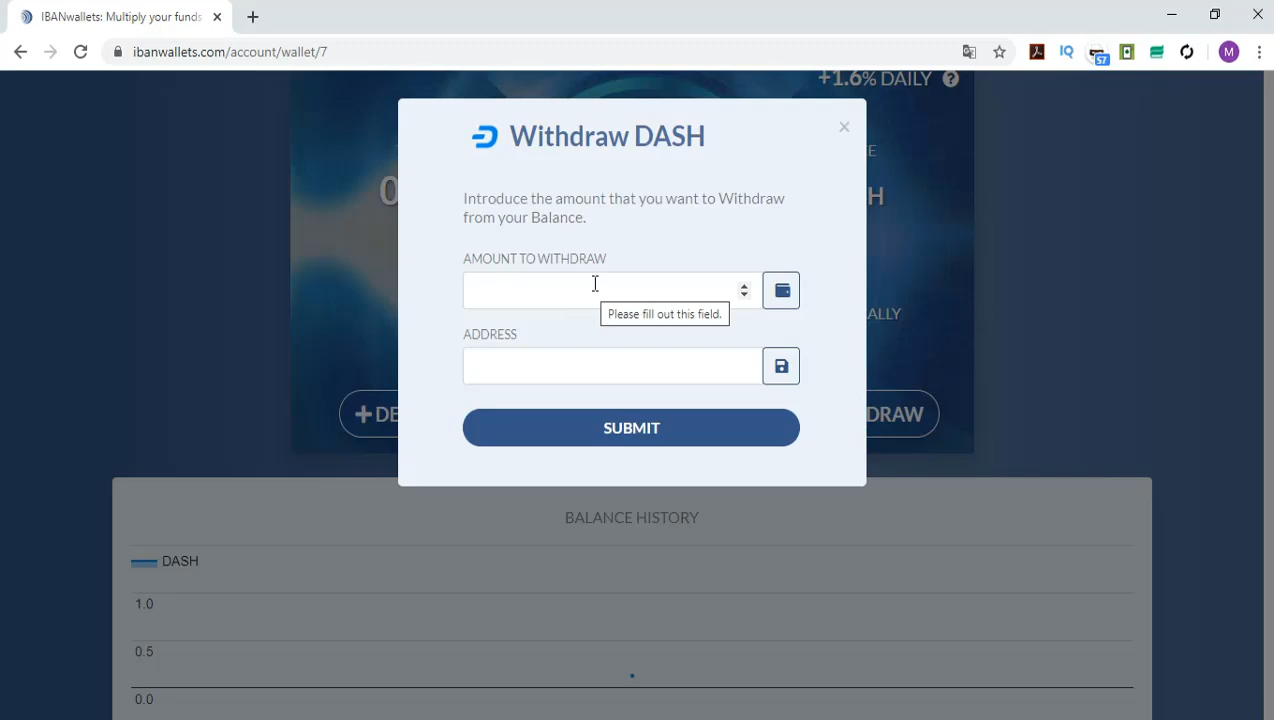 IBANwallets: Multiply your funds
ibanwallets.com/account/wallet/7
57
M
+1.6% DAILY ?
Withdraw DASH
Introduce the amount that you want to Withdraw
from your Balance.
AMOUNT TO WITHDRAW
Please fill out this field.
ADDRESS
SUBMIT
BALANCE HISTORY
DASH
1.0
0.5
0.0